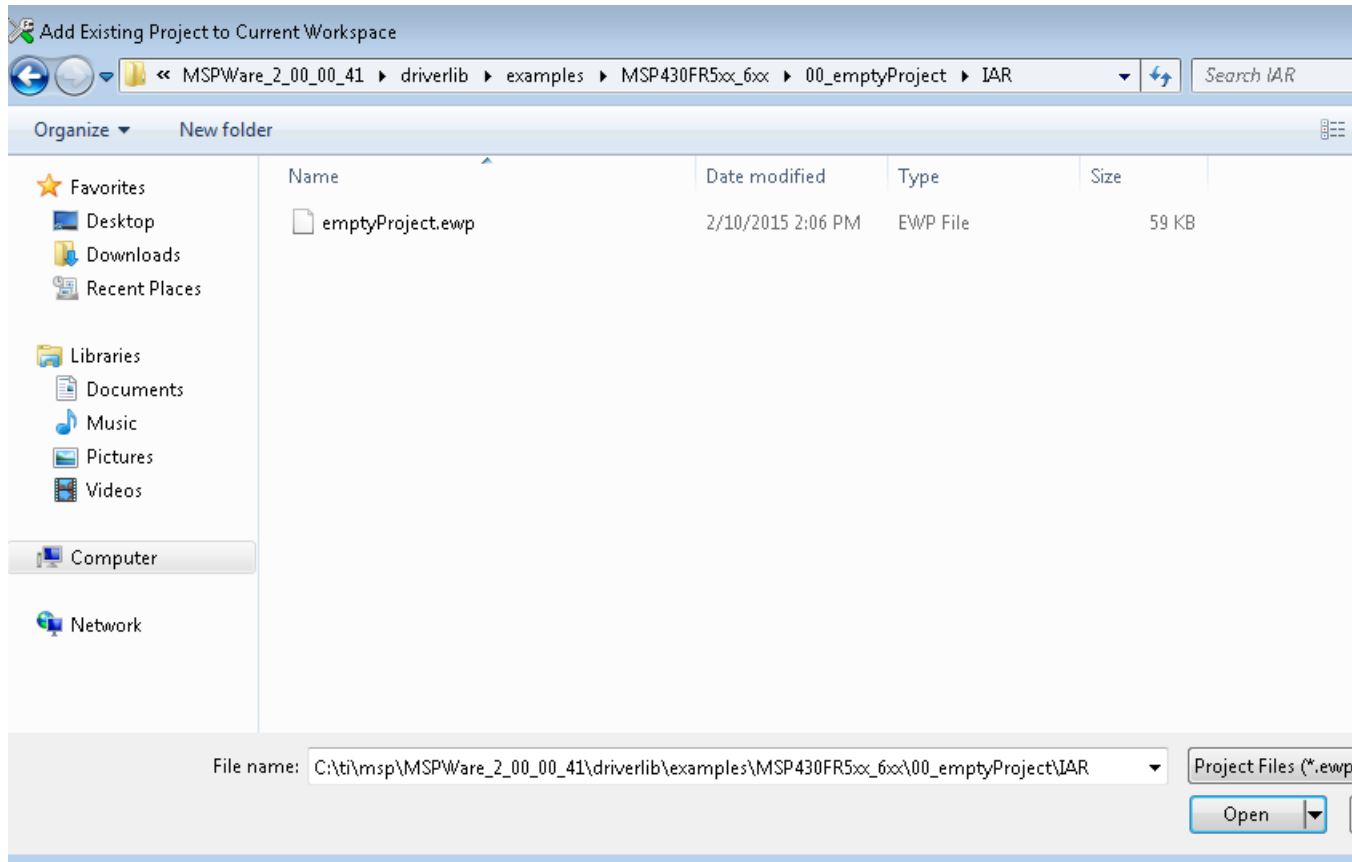 Add Existing Project to Current Workspace
« MSPWare_2_00_00_41 ▸ driverlib ▸ examples ▸ MSP430FR5xx_6xx ▸ 00_emptyProject ▸ IAR
Search IAR
Organize New folder
Name Date modified Type Size
emptyProject.ewp 2/10/2015 2:06 PM EWP File 59 KB
Favorites
Desktop
Downloads
Recent Places
Libraries
Documents
Music
Pictures
Videos
Computer
Network
File name: C:\ti\msp\MSPWare_2_00_00_41\driverlib\examples\MSP430FR5xx_6xx\00_emptyProject\IAR
Project Files (*.ewp
Open